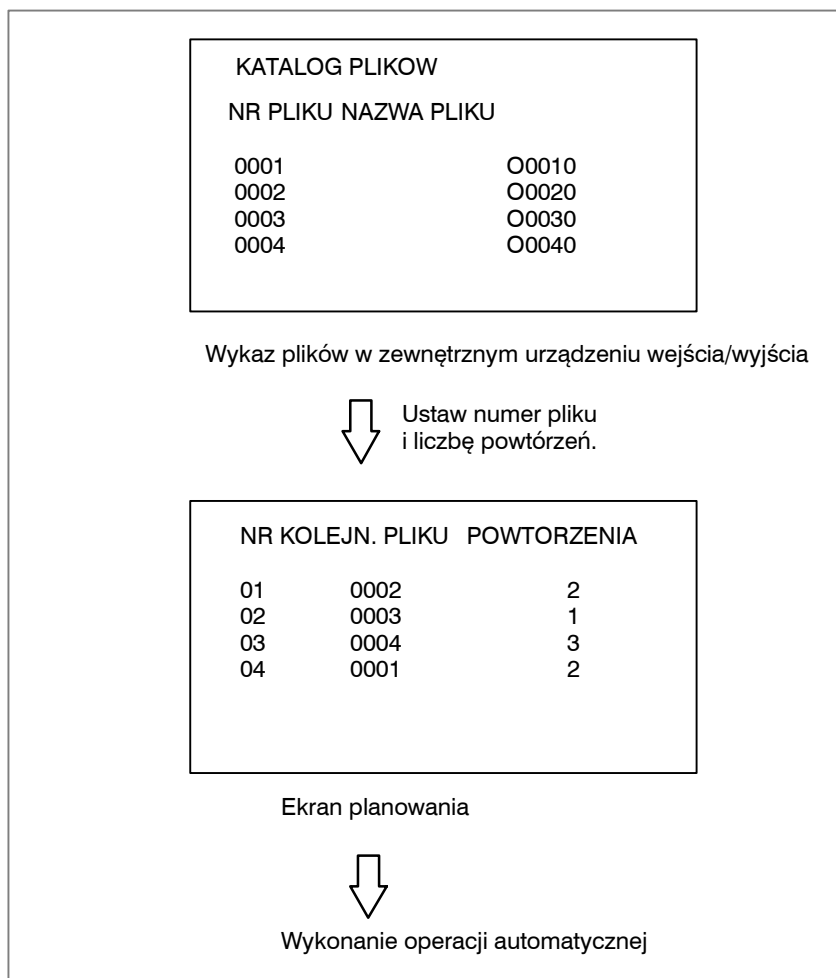 KATALOG PLIKOW
NR PLIKU NAZWA PLIKU
0001 O0010
0002 O0020
0003 O0030
0004 O0040
Wykaz plików w zewnętrznym urządzeniu wejścia/wyjścia
Ustaw numer pliku
i liczbę powtórzeń.
NR KOLEJN. PLIKU POWTORZENIA
01 0002 2
02 0003 1
03 0004 3
04 0001 2
Ekran planowania
Wykonanie operacji automatycznej